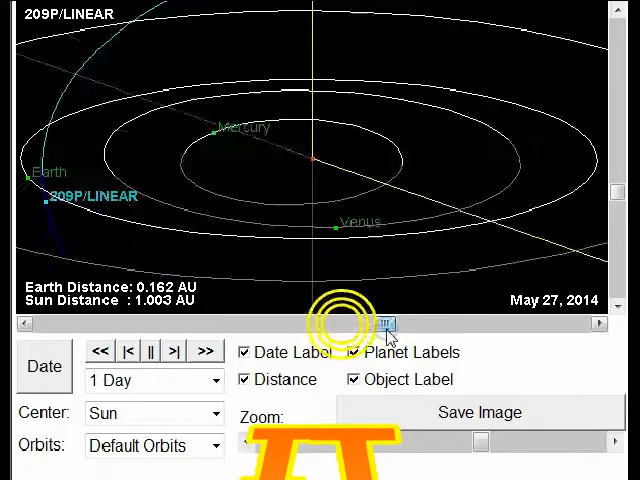 209P/LINEAR
Mercury
Earth
209P/LINEAR
Venus
Earth Distance: 0.162 AU
Sun Distance : 1.003 AU
May 27, 2014
Date
<< |< || >| >>
Date Label
Planet Labels
1 Day
Distance
Object Label
Center:
Sun
Zoom:
Save Image
Orbits:
Default Orbits